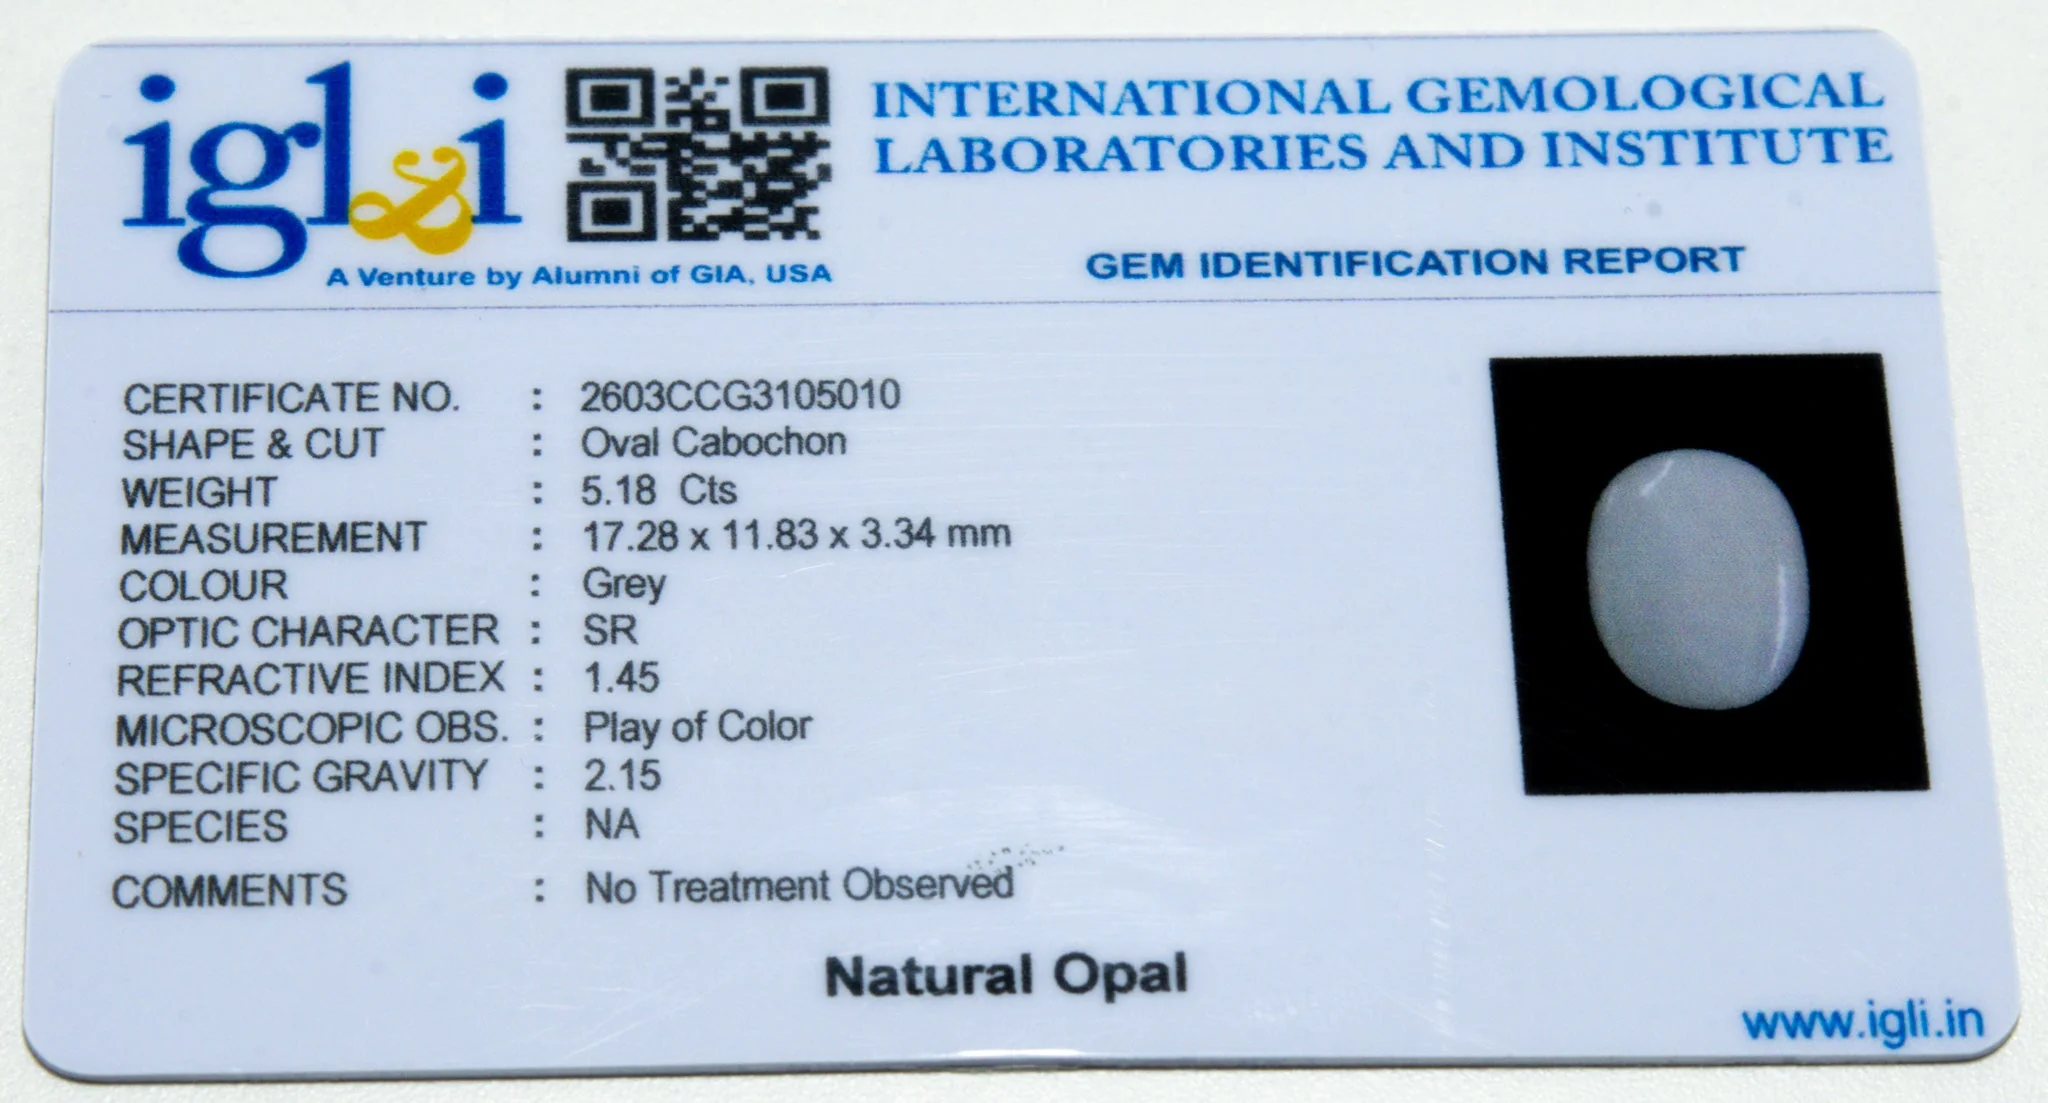 igl&i
A Venture by Alumni of GIA, USA
INTERNATIONAL GEMOLOGICAL
LABORATORIES AND INSTITUTE
GEM IDENTIFICATION REPORT
CERTIFICATE NO. : 2603CCG3105010
SHAPE & CUT : Oval Cabochon
WEIGHT : 5.18 Cts
MEASUREMENT : 17.28 x 11.83 x 3.34 mm
COLOUR : Grey
OPTIC CHARACTER : SR
REFRACTIVE INDEX : 1.45
MICROSCOPIC OBS. : Play of Color
SPECIFIC GRAVITY : 2.15
SPECIES : NA
COMMENTS : No Treatment Observed
Natural Opal
www.igli.in